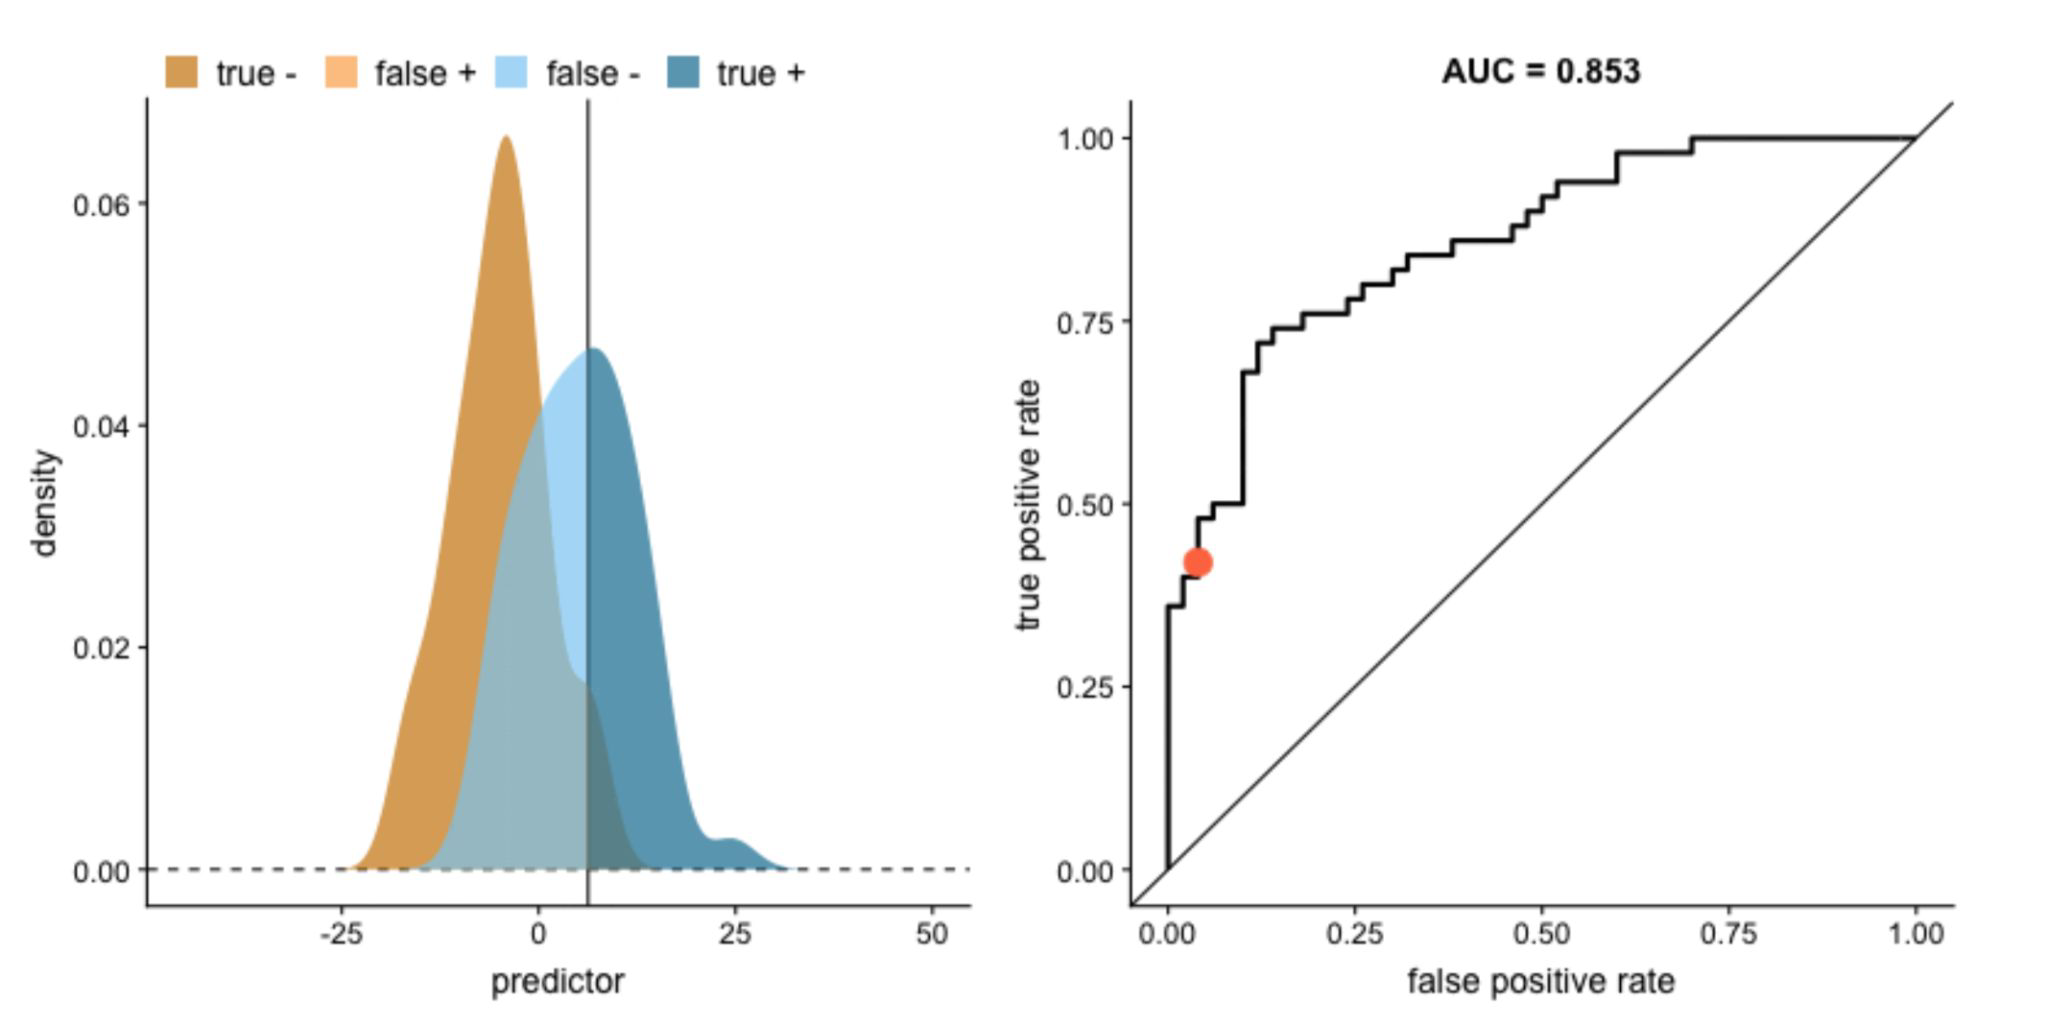 true - false + false - true +
0.06
0.04
0.02
0.00
density
-25 0 25 50
predictor
AUC = 0.853
1.00
0.75
0.50
0.25
0.00
true positive rate
0.00 0.25 0.50 0.75 1.00
false positive rate